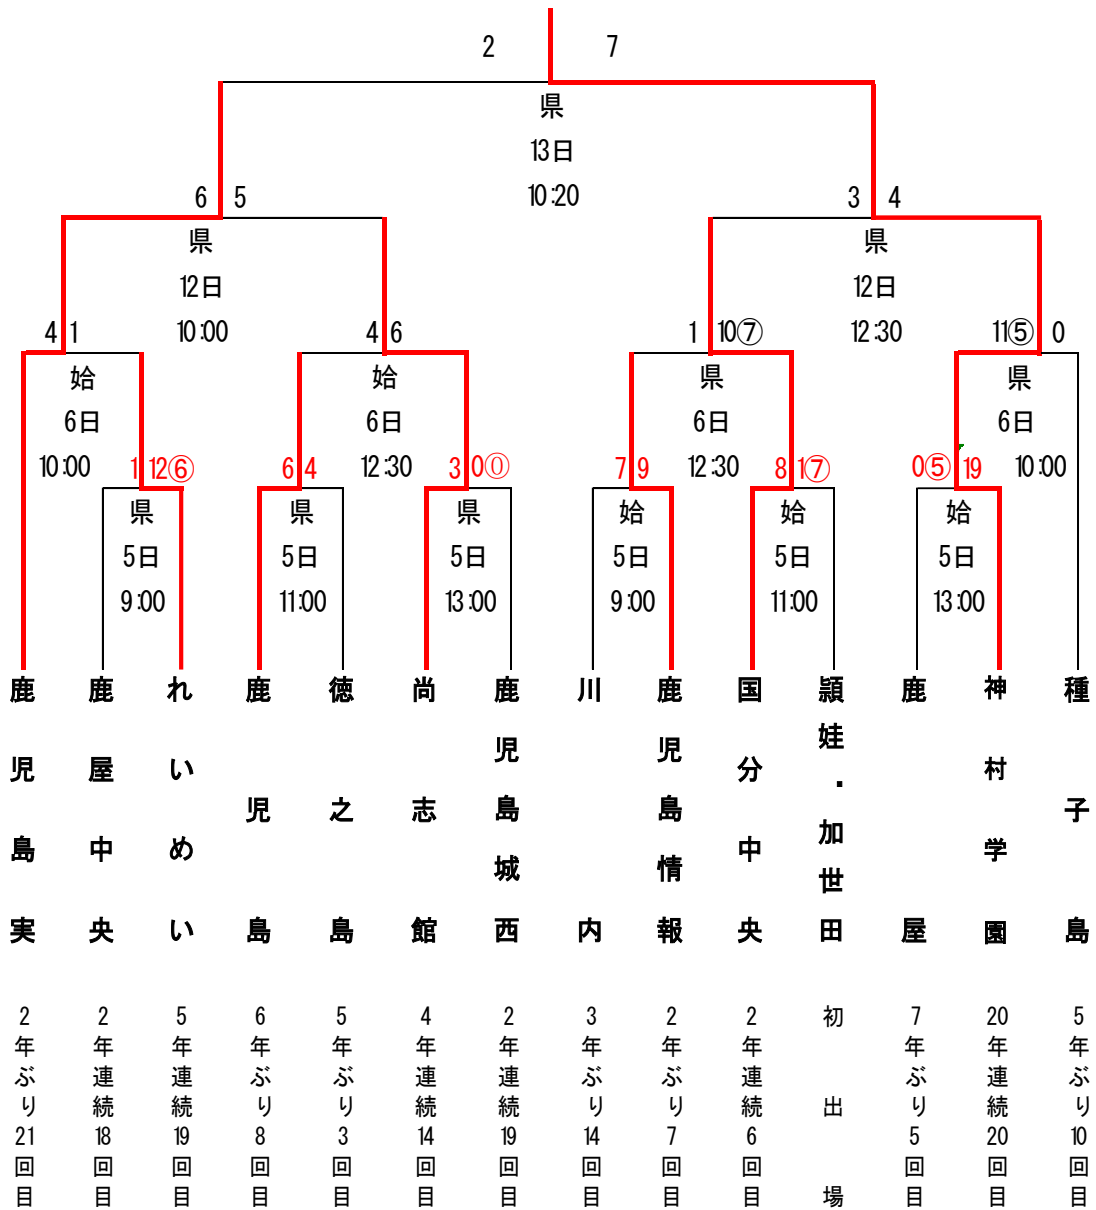 2 7
県
13日
10:20
6 5 3 4
県 県
12日 12日
10:00 12:30
4 1 4 6 1 10⑦ 11⑤ 0
姶 姶 県 県
6日 6日 6日 6日
10:00 12:30 12:30 10:00
1 12⑥ 6 4 3 0⓪ 7 9 8 1⑦ 0⑤ 19
県 県 県 姶 姶 姶
5日 5日 5日 5日 5日 5日
9:00 11:00 13:00 9:00 11:00 13:00
鹿児島実
鹿屋中央
れいめい
鹿児島
徳之島
尚志館
鹿児島城西
川内
鹿児島情報
国分中央
頴娃・加世田
鹿屋
神村学園
種子島
2年ぶり21回目
2年連続18回目
5年連続19回目
6年ぶり8回目
5年ぶり3回目
4年連続14回目
2年連続19回目
3年ぶり14回目
2年ぶり7回目
2年連続6回目
初出場
7年ぶり5回目
20年連続20回目
5年ぶり10回目